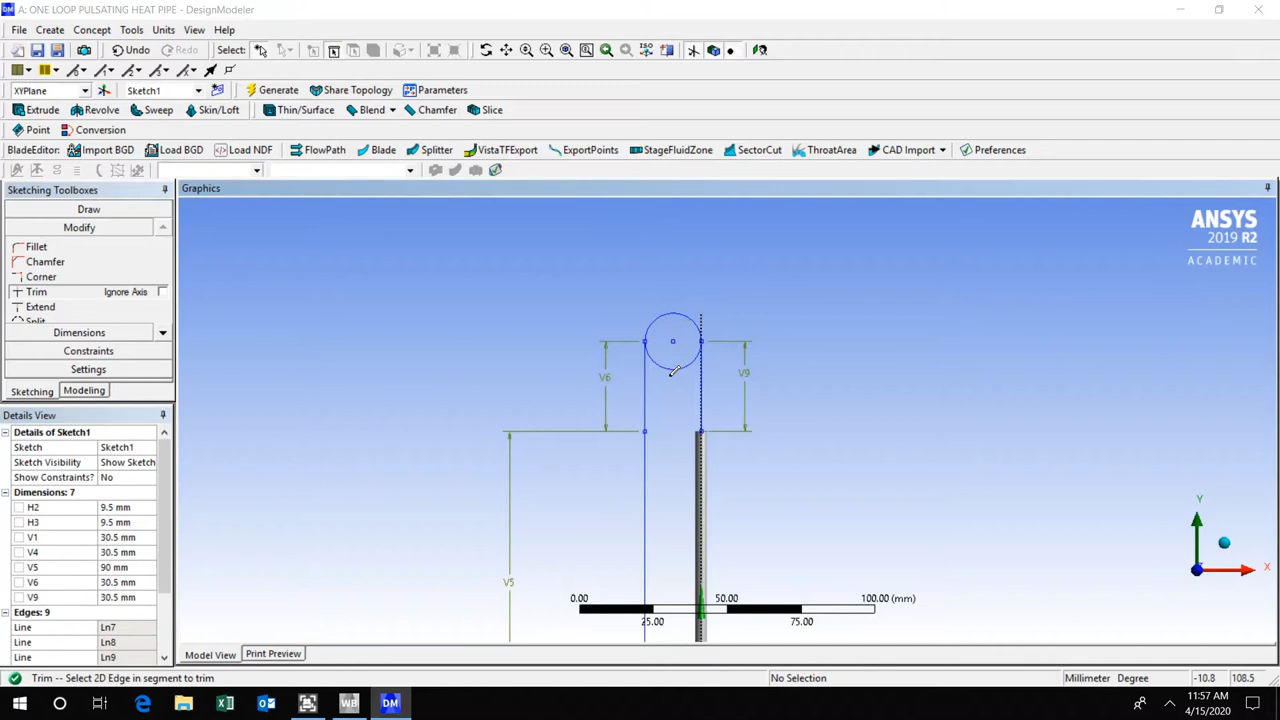 A: ONE LOOP PULSATING HEAT PIPE - DesignModeler
File Create Concept Tools Units View Help
Undo Redo Select:
XYPlane Sketch1 Generate Share Topology Parameters
Extrude Revolve Sweep Skin/Loft Thin/Surface Blend Chamfer Slice
Point Conversion
BladeEditor: Import BGD Load BGD Load NDF FlowPath Blade Splitter VistaTFExport ExportPoints StageFluidZone SectorCut ThroatArea CAD Import Preferences
Sketching Toolboxes
Draw
Modify
Fillet
Chamfer
Corner
Trim Ignore Axis
Extend
Split
Dimensions
Constraints
Settings
Sketching Modeling
Details View
Details of Sketch1
Sketch Sketch1
Sketch Visibility Show Sketch
Show Constraints? No
Dimensions: 7
H2 9.5 mm
H3 9.5 mm
V1 30.5 mm
V4 30.5 mm
V5 90 mm
V6 30.5 mm
V9 30.5 mm
Edges: 9
Line Ln7
Line Ln8
Line Ln9
Graphics
ANSYS
2019 R2
ACADEMIC
V6 V9
V5
0.00 50.00 100.00 (mm)
25.00 75.00
Y
X
Model View Print Preview
Trim -- Select 2D Edge in segment to trim No Selection Millimeter Degree -10.8 108.5
WB DM
11:57 AM
4/15/2020